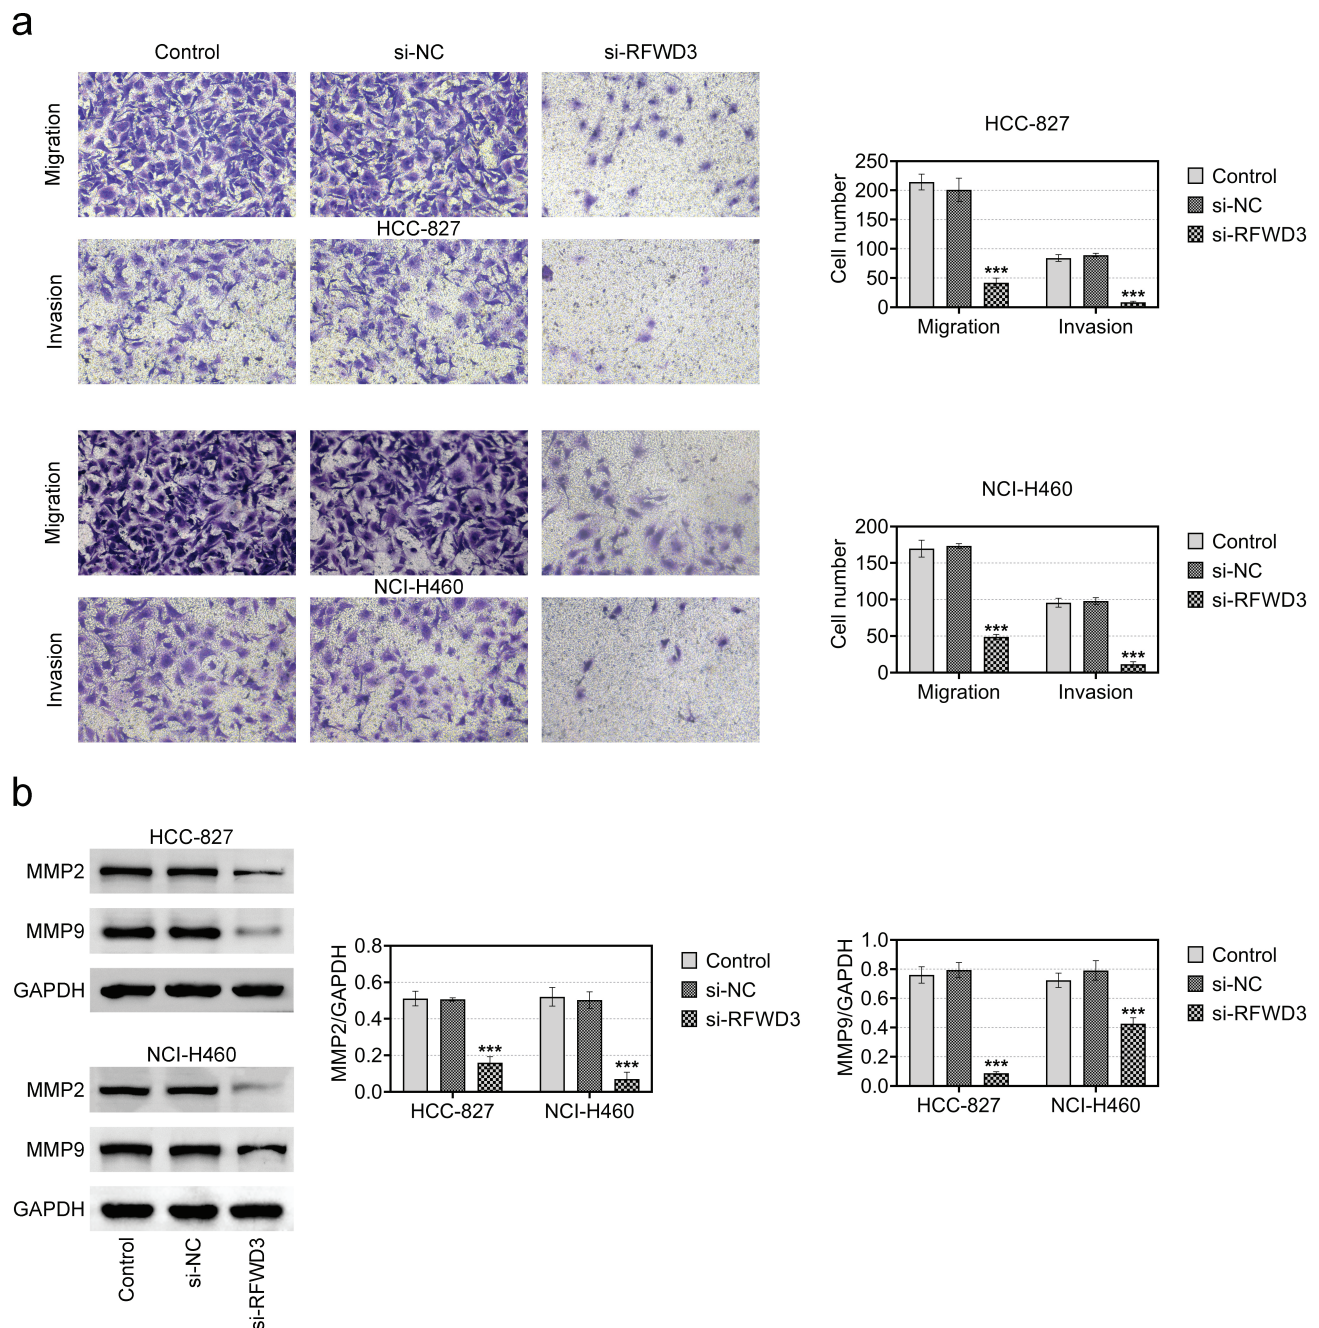 a
Control
si-NC
si-RFWD3
Migration
HCC-827
Invasion
Migration
NCI-H460
Invasion
HCC-827
Cell number
250
200
150
100
50
0
***
***
Migration
Invasion
Control
si-NC
si-RFWD3
NCI-H460
Cell number
200
150
100
50
0
***
***
Migration
Invasion
Control
si-NC
si-RFWD3
b
HCC-827
MMP2
MMP9
GAPDH
NCI-H460
MMP2
MMP9
GAPDH
Control
si-NC
si-RFWD3
MMP2/GAPDH
0.8
0.6
0.4
0.2
0.0
***
***
HCC-827
NCI-H460
Control
si-NC
si-RFWD3
MMP9/GAPDH
1.0
0.8
0.6
0.4
0.2
0.0
***
***
HCC-827
NCI-H460
Control
si-NC
si-RFWD3